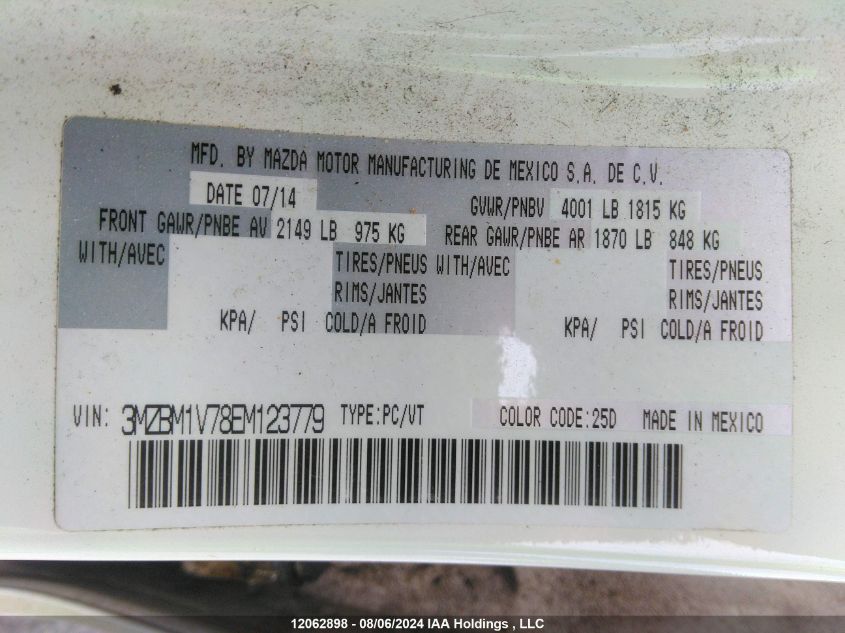 MFD. BY MAZDA MOTOR MANUFACTURING DE MEXICO S.A. DE C.V.
DATE 07/14 GVWR/PNBV 4001 LB 1815 KG
FRONT GAWR/PNBE AV 2149 LB 975 KG REAR GAWR/PNBE AR 1870 LB 848 KG
WITH/AVEC TIRES/PNEUS WITH/AVEC TIRES/PNEUS
RIMS/JANTES RIMS/JANTES
KPA/ PSI COLD/A FROID KPA/ PSI COLD/A FROID
VIN: 3MZBM1V78EM123779 TYPE:PC/VT COLOR CODE:25D MADE IN MEXICO
12062898 - 08/06/2024 IAA Holdings , LLC